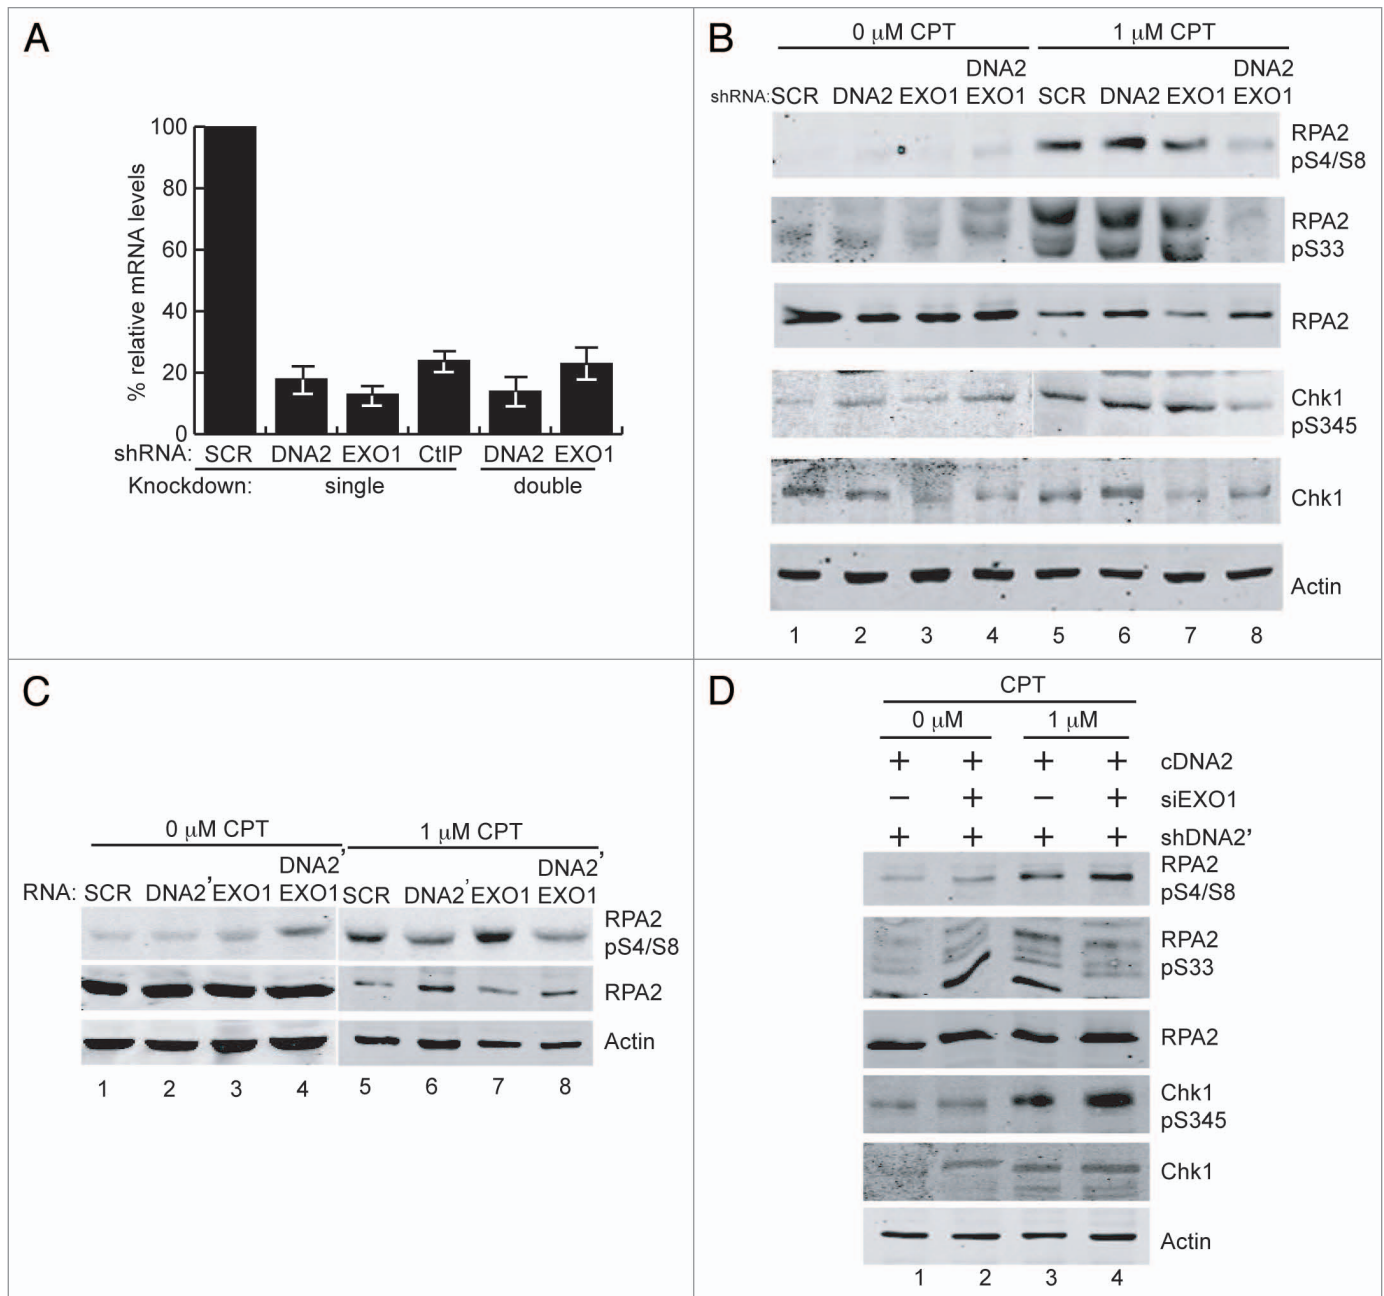 A
% relative mRNA levels
100
80
60
40
20
0
shRNA: SCR DNA2 EXO1 CtIP DNA2 EXO1
Knockdown: single double
B
0 μM CPT 1 μM CPT
DNA2 DNA2
shRNA: SCR DNA2 EXO1 EXO1 SCR DNA2 EXO1 EXO1
RPA2
pS4/S8
RPA2
pS33
RPA2
Chk1
pS345
Chk1
Actin
1 2 3 4 5 6 7 8
C
0 μM CPT 1 μM CPT
DNA2’ DNA2’
RNA: SCR DNA2’ EXO1 EXO1 SCR DNA2’ EXO1 EXO1
RPA2
pS4/S8
RPA2
Actin
1 2 3 4 5 6 7 8
D
CPT
0 μM 1 μM
+ + + + cDNA2
− + − + siEXO1
+ + + + shDNA2’
RPA2
pS4/S8
RPA2
pS33
RPA2
Chk1
pS345
Chk1
Actin
1 2 3 4